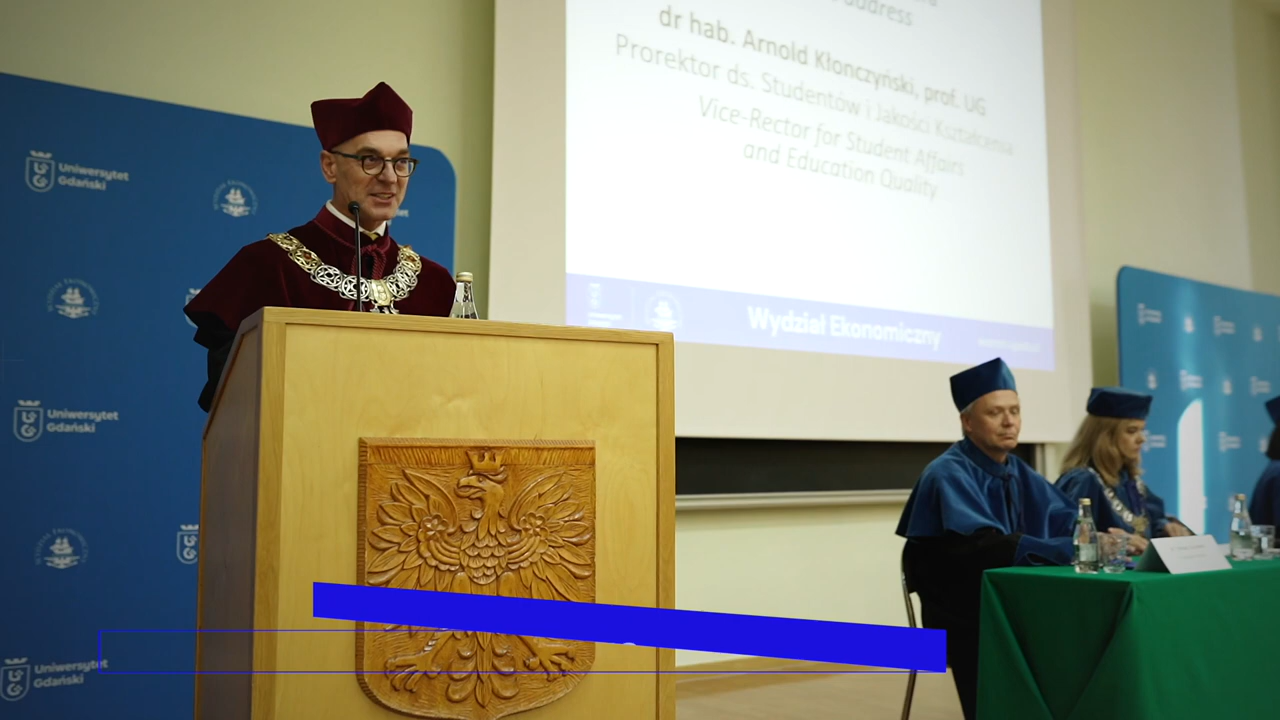 address
dr hab. Arnold Kłonczyński, prof. UG
Prorektor ds. Studentów i Jakości Kształcenia
Vice-Rector for Student Affairs
and Education Quality
Wydział Ekonomiczny
Uniwersytet
Gdański
Uniwersytet
Gdański
Uniwersytet
Gdański